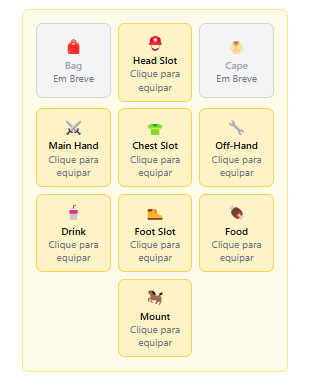 Bag
Em Breve
Head Slot
Clique para
equipar
Cape
Em Breve
Main Hand
Clique para
equipar
Chest Slot
Clique para
equipar
Off-Hand
Clique para
equipar
Drink
Clique para
equipar
Foot Slot
Clique para
equipar
Food
Clique para
equipar
Mount
Clique para
equipar